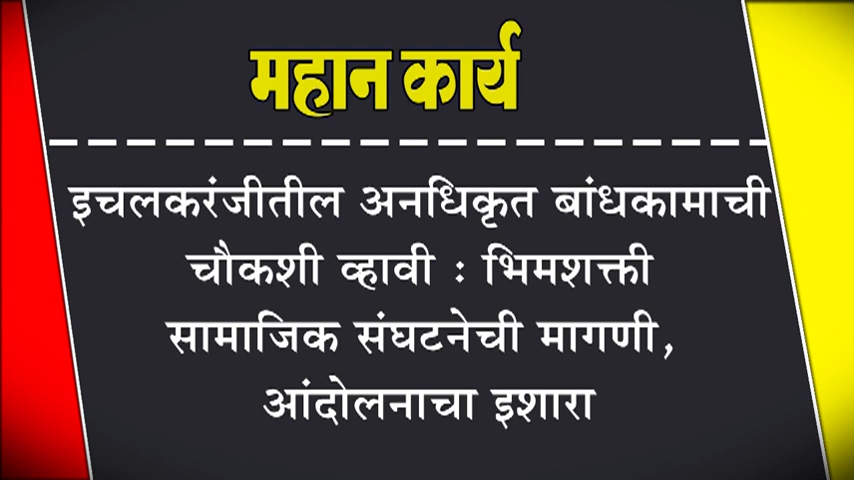 महान कार्य
इचलकरंजीतील अनधिकृत बांधकामाची
चौकशी व्हावी : भिमशक्ती
सामाजिक संघटनेची मागणी,
आंदोलनाचा इशारा